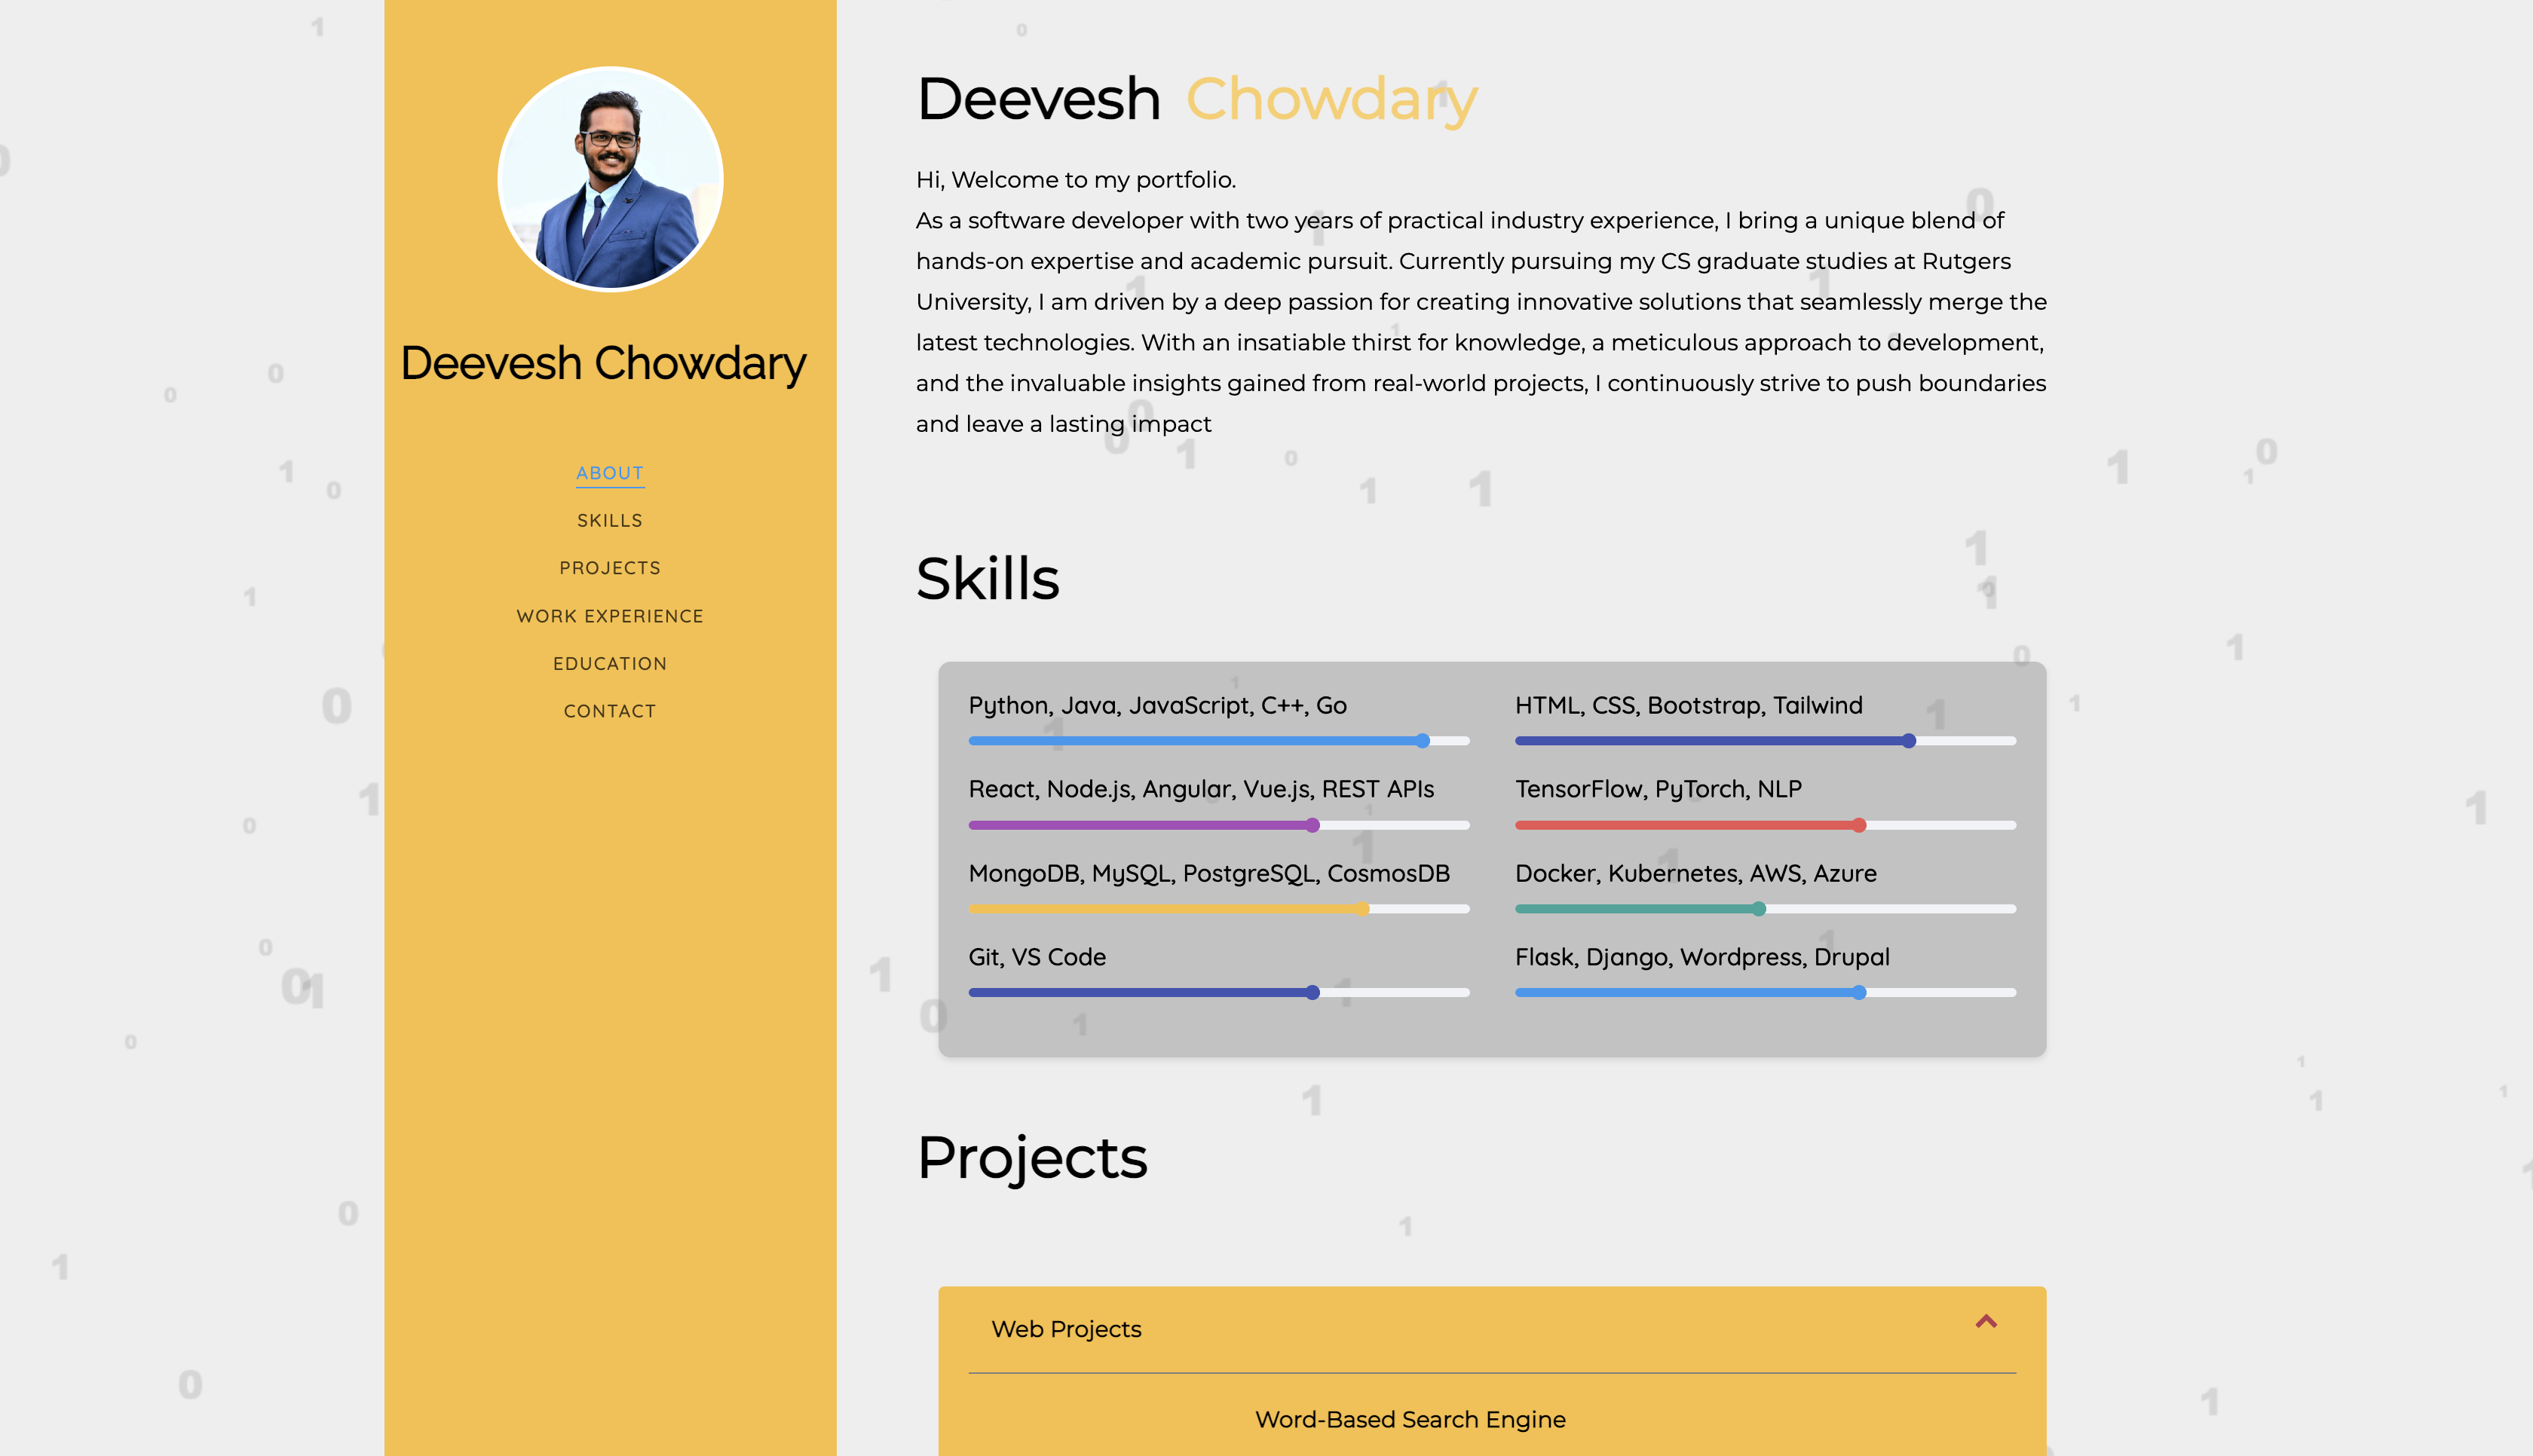 Deevesh Chowdary
ABOUT
SKILLS
PROJECTS
WORK EXPERIENCE
EDUCATION
CONTACT
Deevesh Chowdary
Hi, Welcome to my portfolio.
As a software developer with two years of practical industry experience, I bring a unique blend of
hands-on expertise and academic pursuit. Currently pursuing my CS graduate studies at Rutgers
University, I am driven by a deep passion for creating innovative solutions that seamlessly merge the
latest technologies. With an insatiable thirst for knowledge, a meticulous approach to development,
and the invaluable insights gained from real-world projects, I continuously strive to push boundaries
and leave a lasting impact
Skills
Python, Java, JavaScript, C++, Go
HTML, CSS, Bootstrap, Tailwind
React, Node.js, Angular, Vue.js, REST APIs
TensorFlow, PyTorch, NLP
MongoDB, MySQL, PostgreSQL, CosmosDB
Docker, Kubernetes, AWS, Azure
Git, VS Code
Flask, Django, Wordpress, Drupal
Projects
Web Projects
Word-Based Search Engine